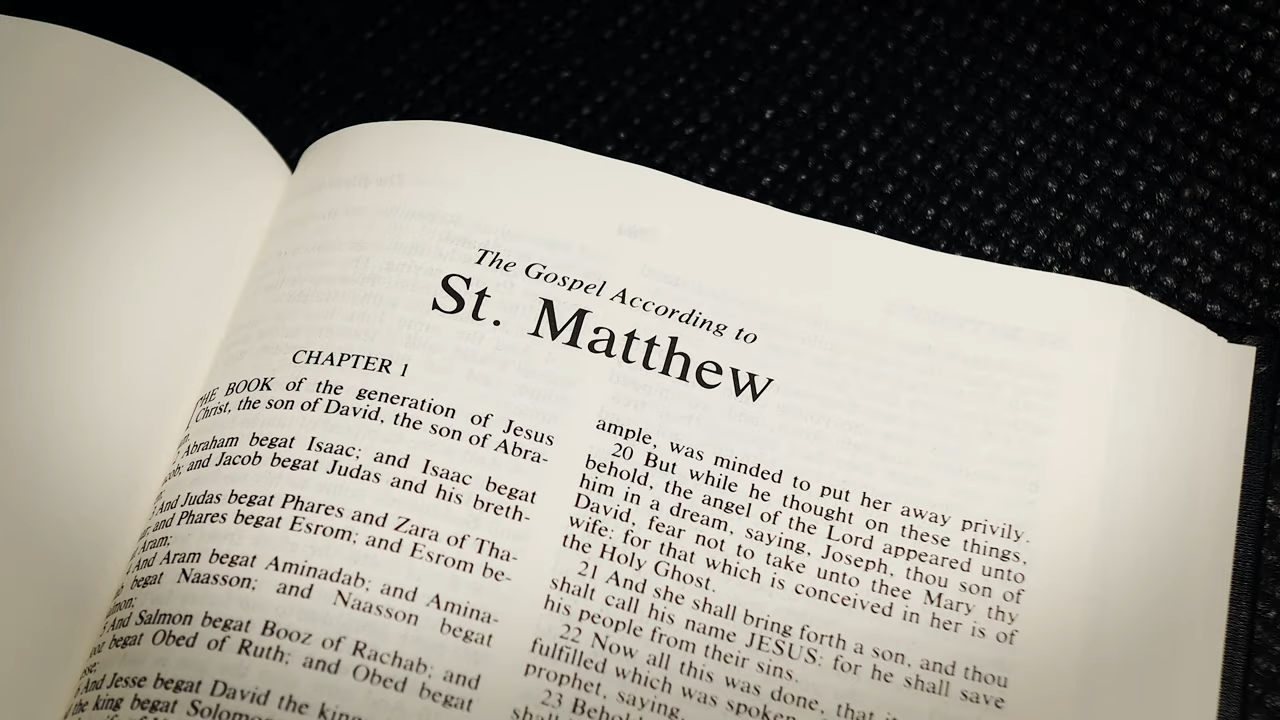 The Gospel According to
St. Matthew
CHAPTER 1
THE BOOK of the generation of Jesus
Christ, the son of David, the son of Abra-
Abraham begat Isaac; and Isaac begat
and Jacob begat Judas and his breth-
And Judas begat Phares and Zara of Tha-
and Phares begat Esrom; and Esrom be-
Aram;
And Aram begat Aminadab; and Amina-
begat Naasson; and Naasson begat
And Salmon begat Booz of Rachab; and
begat Obed of Ruth; and Obed begat
And Jesse begat David the king
the king begat
ample, was minded to put her away privily.
20 But while he thought on these things,
behold, the angel of the Lord appeared unto
him in a dream, saying, Joseph, thou son of
David, fear not to take unto thee Mary thy
wife: for that which is conceived in her is of
the Holy Ghost.
21 And she shall bring forth a son, and thou
shalt call his name JESUS: for he shall save
his people from their sins.
22 Now all this was done, that
fulfilled which was spoken
prophet, saying,
23 Behold